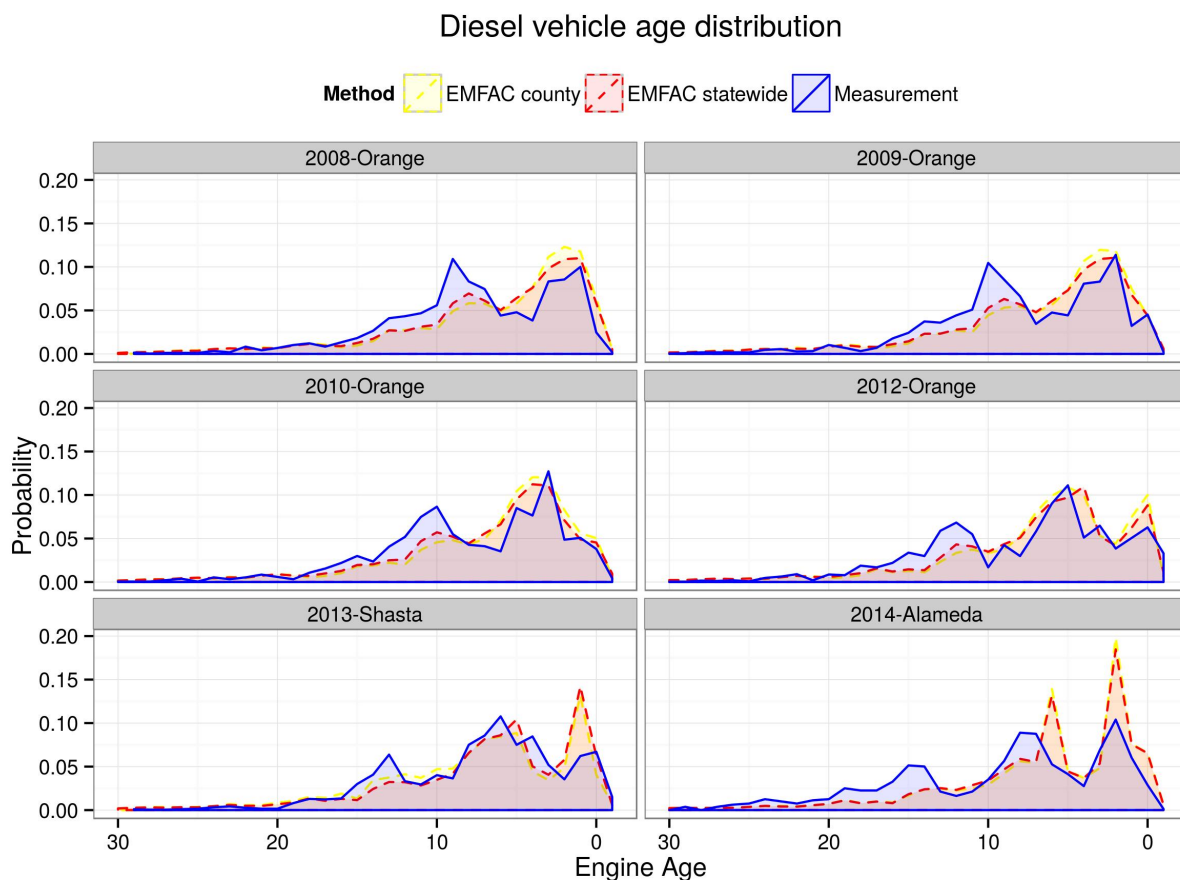 Diesel vehicle age distribution
Method EMFAC county EMFAC statewide Measurement
2008-Orange 2009-Orange
0.20
0.15
0.10
0.05
0.00
2010-Orange 2012-Orange
0.20
0.15
0.10
0.05
0.00
Probability
2013-Shasta 2014-Alameda
0.20
0.15
0.10
0.05
0.00
30 20 10 0 30 20 10 0
Engine Age